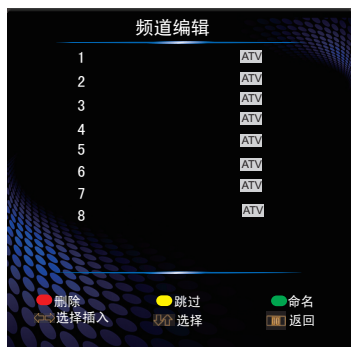 频道编辑
1 ATV
2 ATV
3 ATV
4 ATV
5 ATV
6 ATV
7 ATV
8 ATV
删除 跳过 命名
选择插入 选择 返回